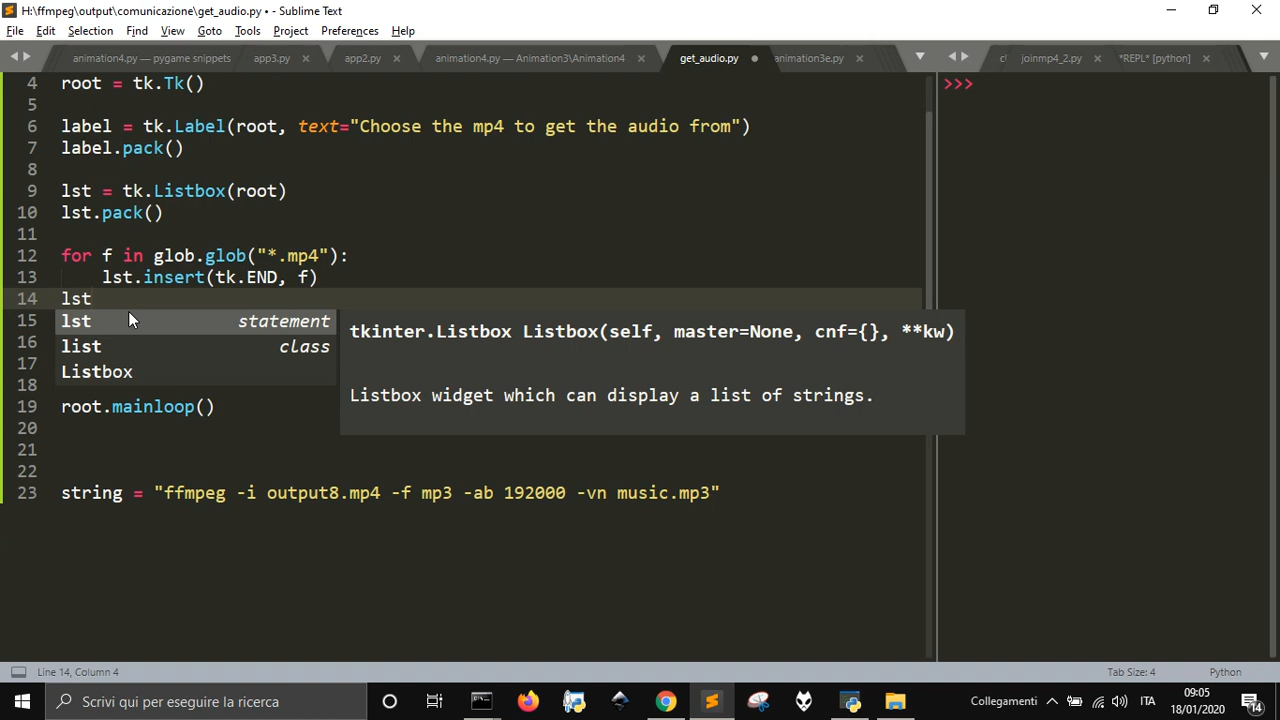 H:\ffmpeg\output\comunicazione\get_audio.py • - Sublime Text
File Edit Selection Find View Goto Tools Project Preferences Help
animation4.py — pygame snippets app3.py × app2.py × animation4.py — Animation3\Animation4 × get_audio.py animation3e.py × joinmp4_2.py × *REPL* [python] ×
4 root = tk.Tk() >>>
5
6 label = tk.Label(root, text="Choose the mp4 to get the audio from")
7 label.pack()
8
9 lst = tk.Listbox(root)
10 lst.pack()
11
12 for f in glob.glob("*.mp4"):
13 lst.insert(tk.END, f)
14 lst
15 lst statement tkinter.Listbox Listbox(self, master=None, cnf={}, **kw)
16 list class
17 Listbox
18 Listbox widget which can display a list of strings.
19 root.mainloop()
20
21
22
23 string = "ffmpeg -i output8.mp4 -f mp3 -ab 192000 -vn music.mp3"
Line 14, Column 4 Tab Size: 4 Python
Scrivi qui per eseguire la ricerca Collegamenti ITA 09:05
18/01/2020 14